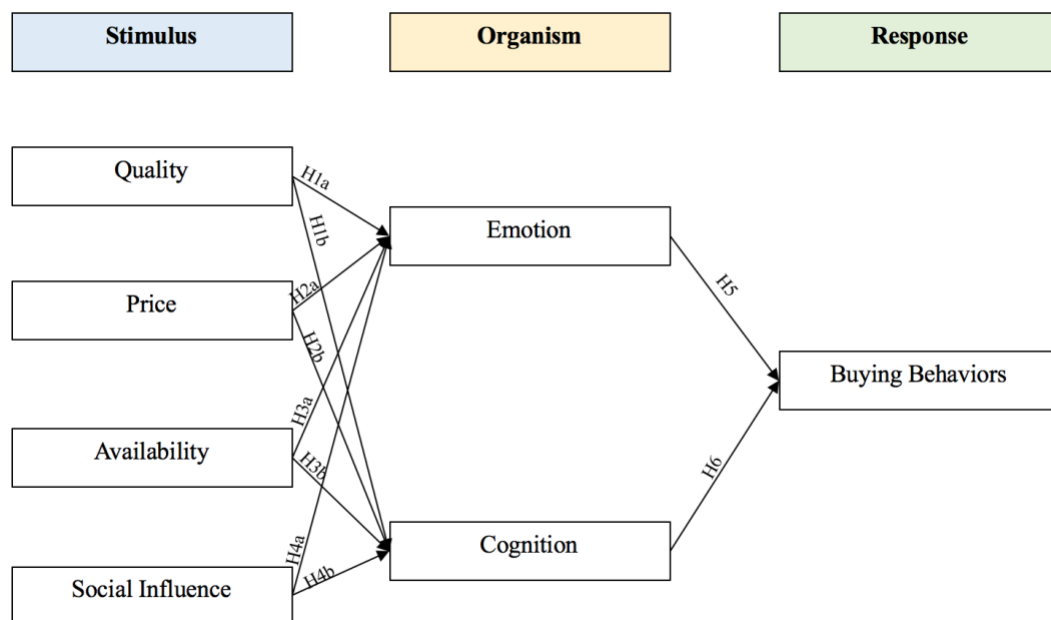 Stimulus
Organism
Response
Quality
H1a
H1b
Emotion
Price
H2a
H2b
H5
Buying Behaviors
Availability
H3a
H3b
H6
Cognition
Social Influence
H4a
H4b